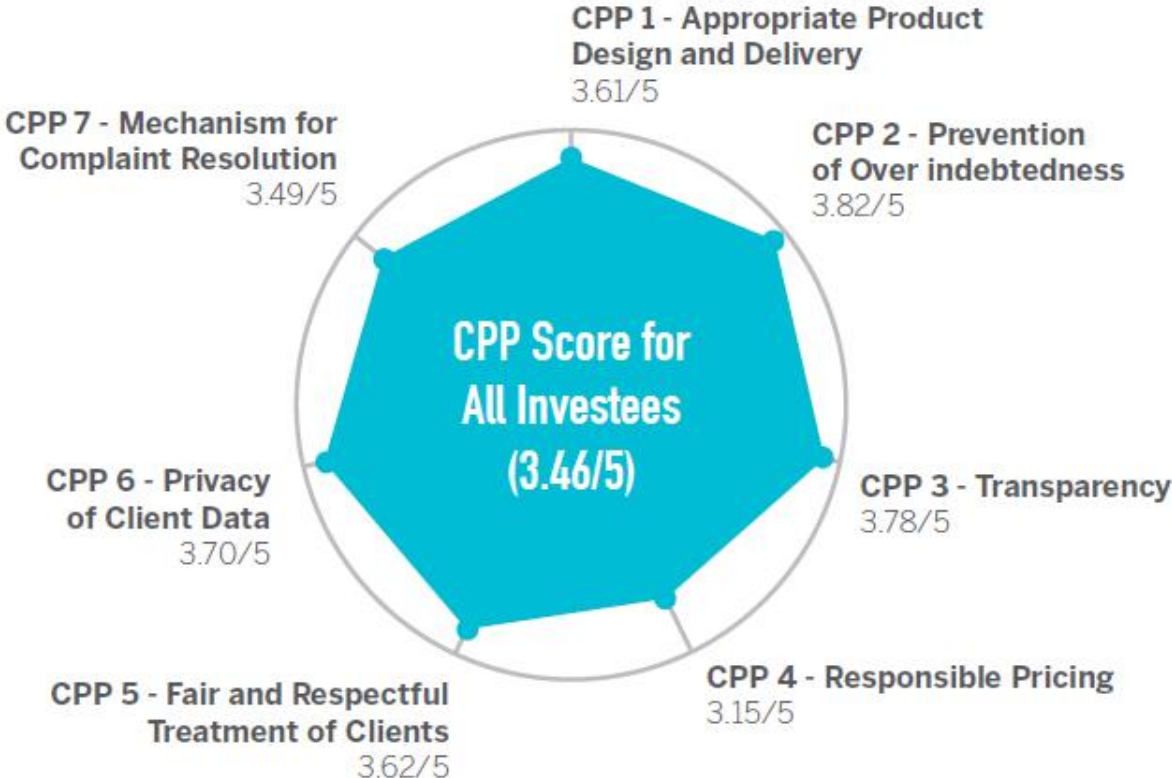 CPP 1 - Appropriate Product
Design and Delivery
3.61/5
CPP 2 - Prevention
of Over indebtedness
3.82/5
CPP 3 - Transparency
3.78/5
CPP 4 - Responsible Pricing
3.15/5
CPP 5 - Fair and Respectful
Treatment of Clients
3.62/5
CPP 6 - Privacy
of Client Data
3.70/5
CPP 7 - Mechanism for
Complaint Resolution
3.49/5
CPP Score for
All Investees
(3.46/5)